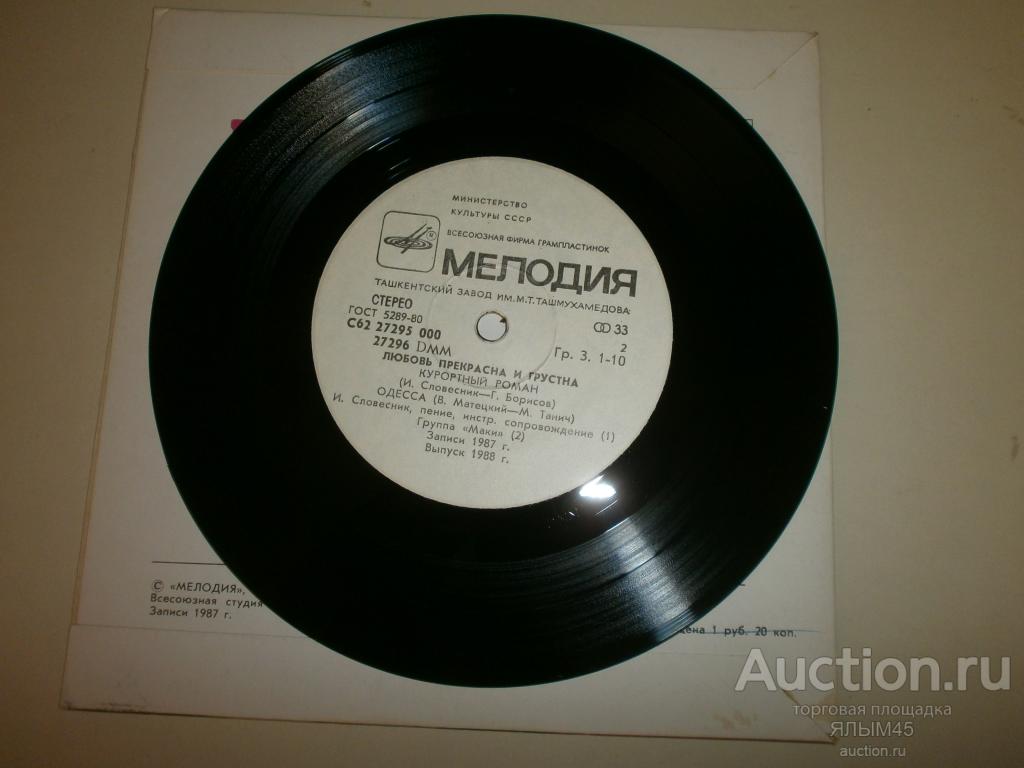 МИНИСТЕРСТВО
КУЛЬТУРЫ СССР
ВСЕСОЮЗНАЯ ФИРМА ГРАМПЛАСТИНОК
МЕЛОДИЯ
ТАШКЕНТСКИЙ ЗАВОД ИМ. М.Т. ТАШМУХАМЕДОВА
СТЕРЕО
ГОСТ 5289-80
33
С62 27295 000
2
27296 DMM
Гр. 3. 1-10
ЛЮБОВЬ ПРЕКРАСНА И ГРУСТНА
КУРОРТНЫЙ РОМАН
(И. Словесник—Г. Борисов)
ОДЕССА (В. Матецкий—М. Танич)
И. Словесник, пение, инстр. сопровождение (1)
Группа «Маки» (2)
Записи 1987 г.
Выпуск 1988 г.
© «МЕЛОДИЯ»,
Всесоюзная студия
Записи 1987 г.
цена 1 руб. 20 коп.
Auction.ru
торговая площадка
ЯЛЫМ45
auction.ru